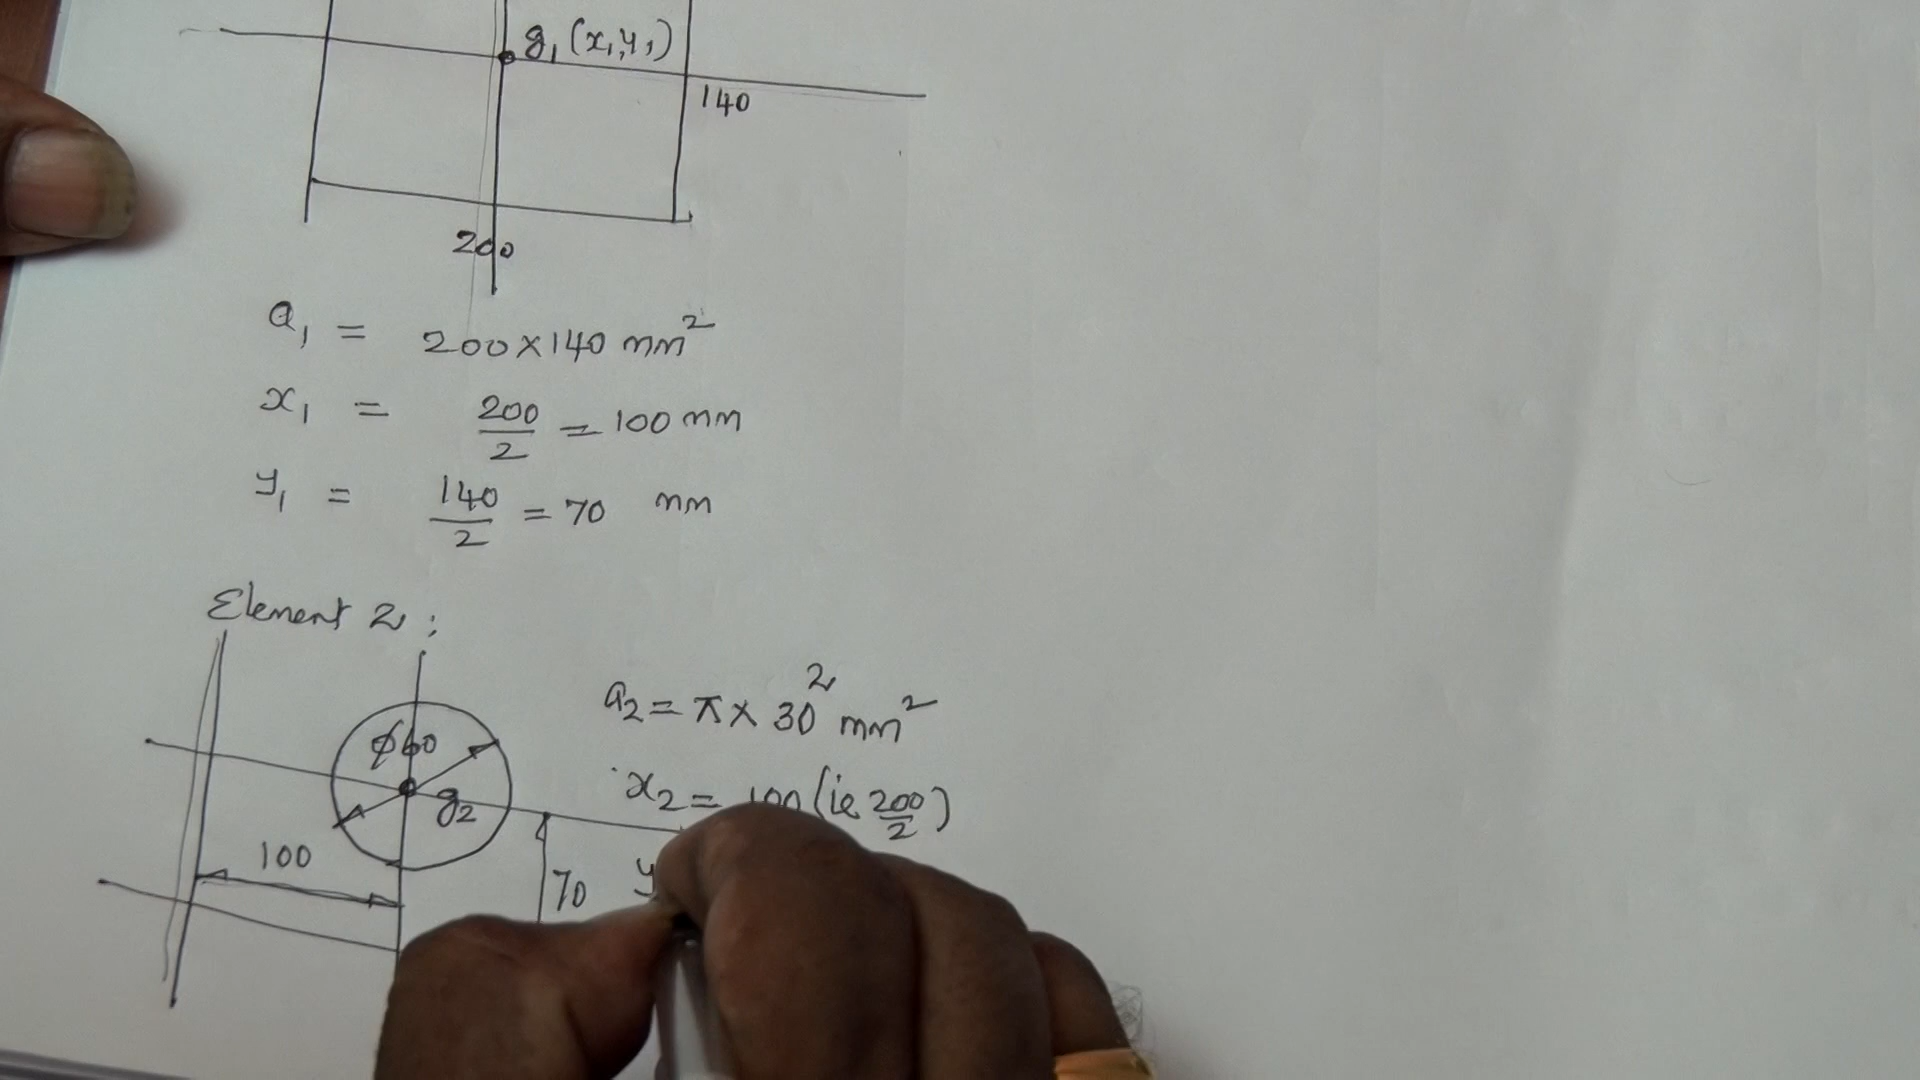 g₁ (x₁, y₁)
140
200
a₁ = 200 × 140 mm²
x₁ = 200/2 = 100 mm
y₁ = 140/2 = 70 mm
Element 2 :
a₂ = π × 30² mm²
ϕ60
x₂ = 100 (ie 200/2)
g₂
100
70
y